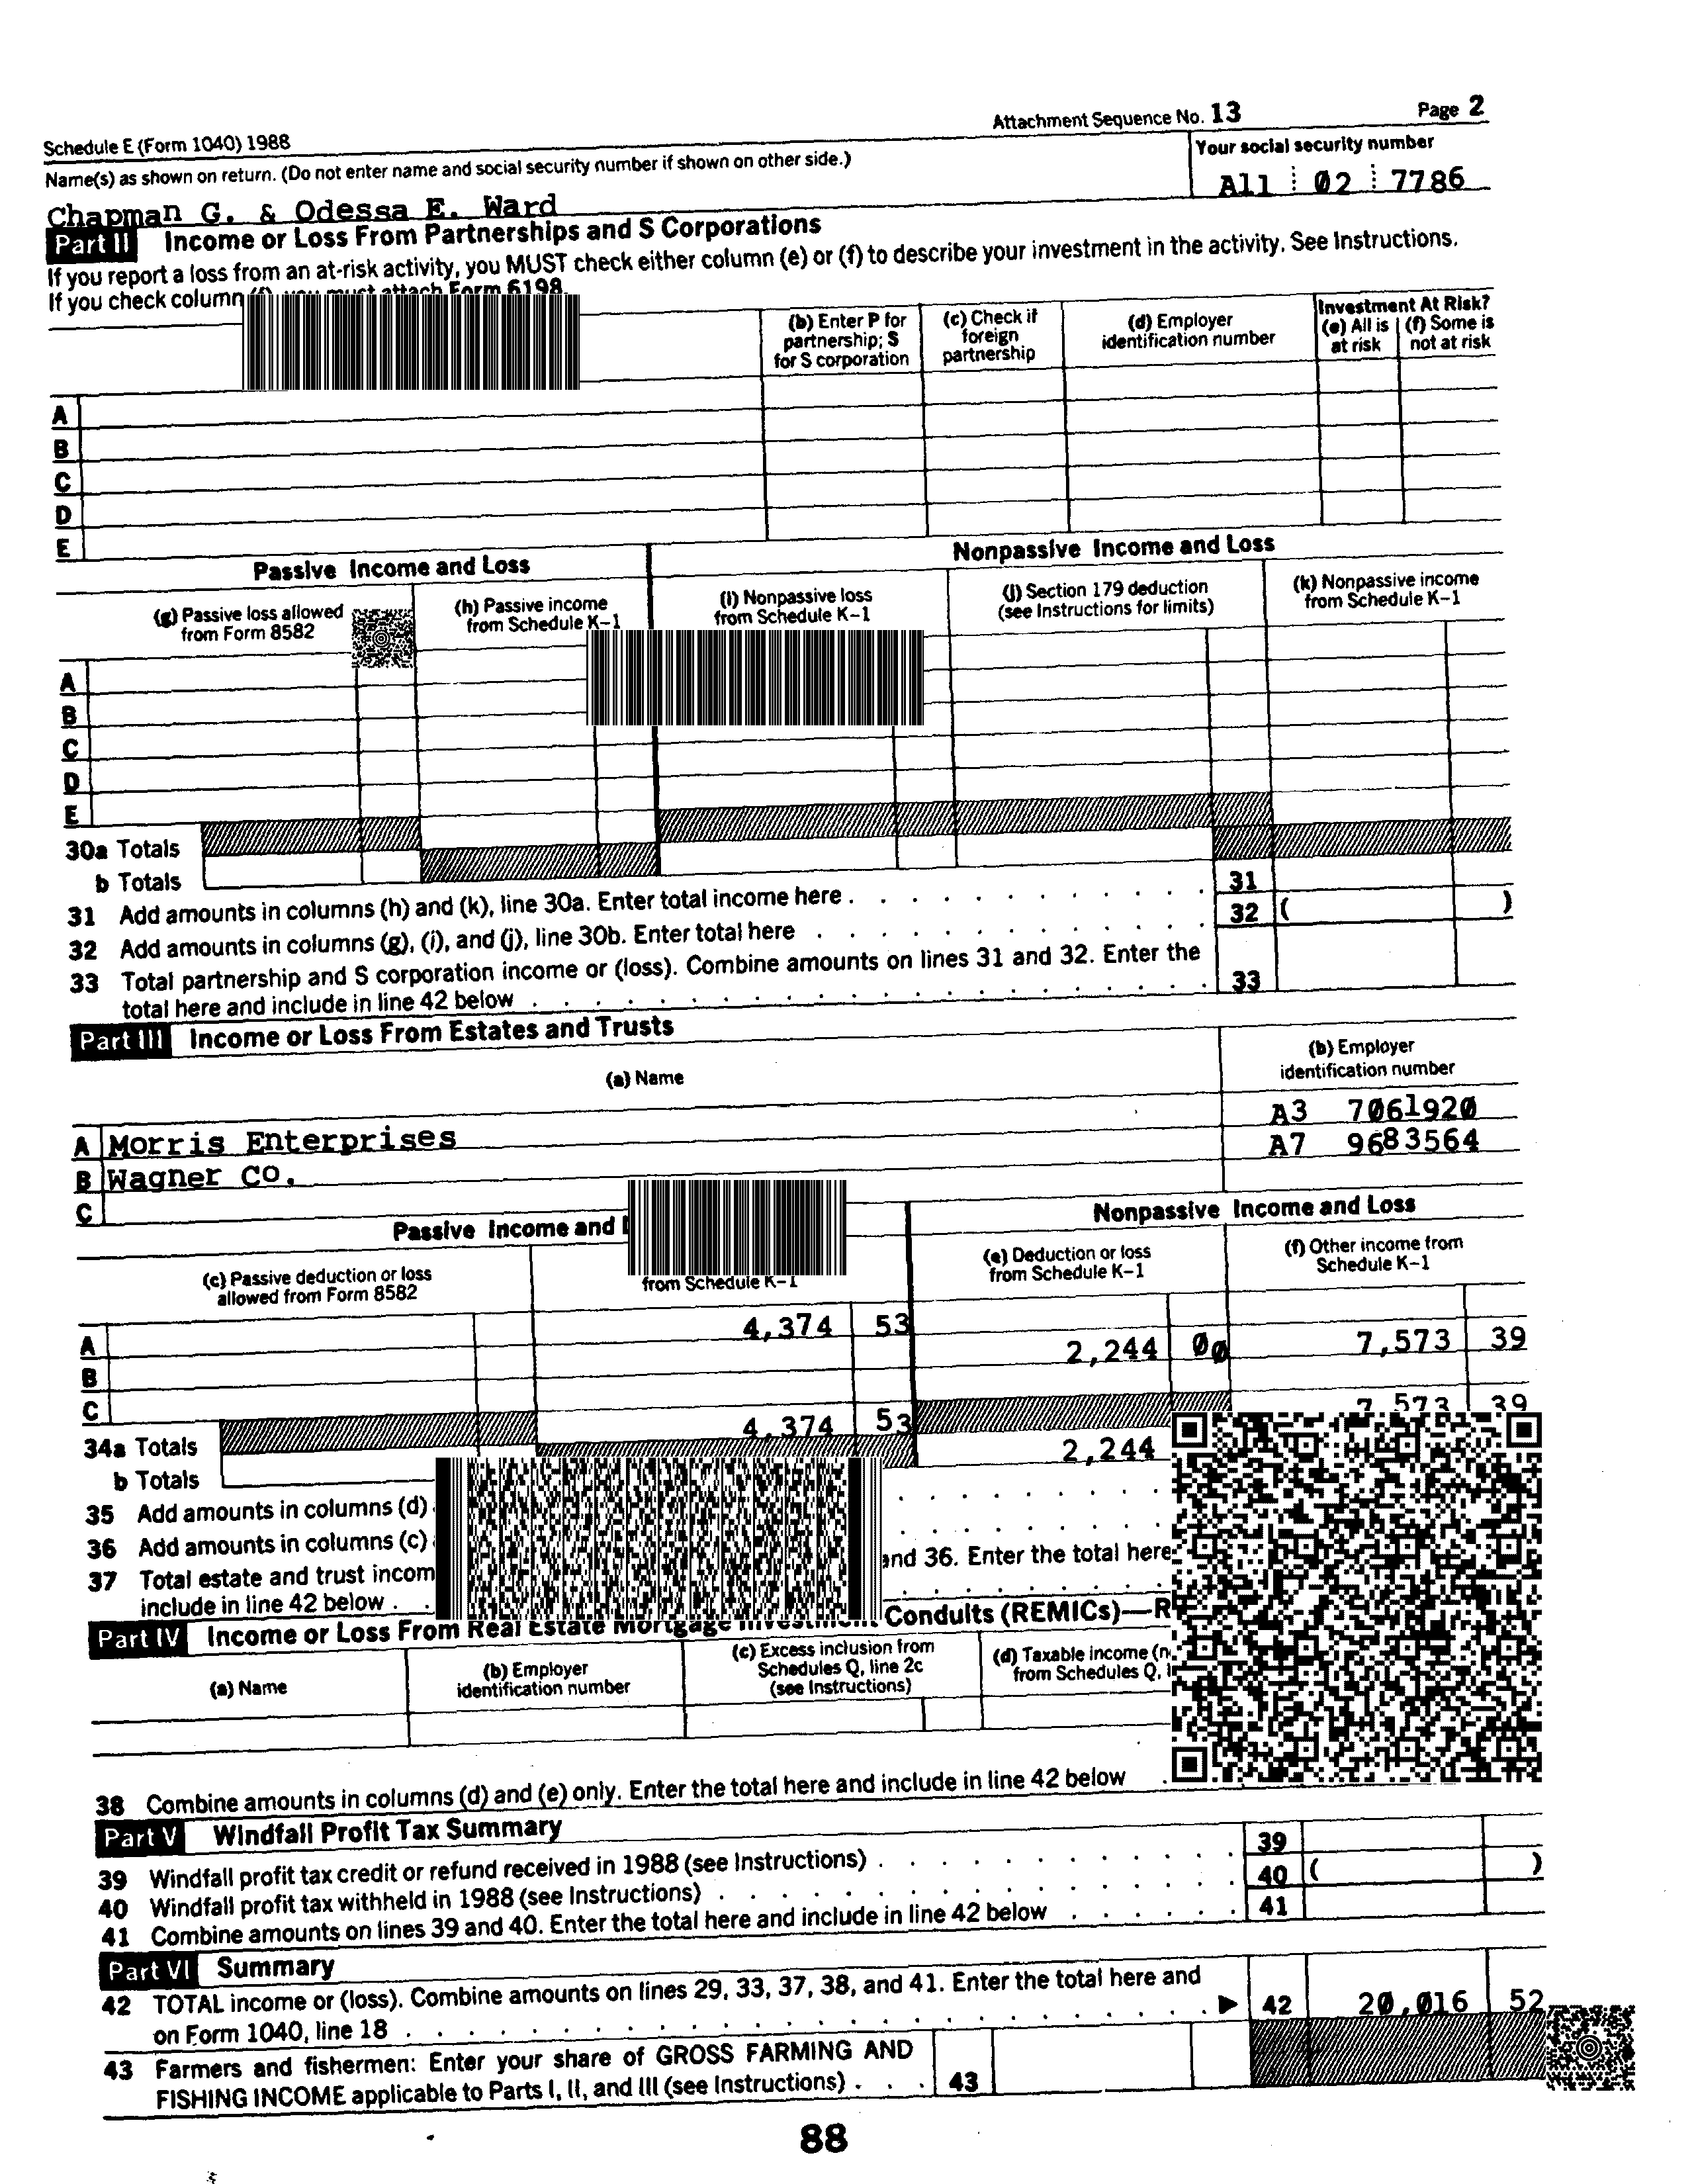 Schedule E (Form 1040) 1988
Attachment Sequence No. 13
Page 2
Name(s) as shown on return. (Do not enter name and social security number if shown on other side.)
Your social security number
Chapman G. & Odessa E. Ward
A11 02 7786
Part II Income or Loss From Partnerships and S Corporations
If you report a loss from an at-risk activity, you MUST check either column (e) or (f) to describe your investment in the activity. See Instructions.
If you check column (f), you must attach Form 6198.
(b) Enter P for partnership; S for S corporation
(c) Check if foreign partnership
(d) Employer identification number
Investment At Risk?
(e) All is at risk
(f) Some is not at risk
A
B
C
D
E
Passive Income and Loss
Nonpassive Income and Loss
(g) Passive loss allowed from Form 8582
(h) Passive income from Schedule K-1
(i) Nonpassive loss from Schedule K-1
(j) Section 179 deduction (see Instructions for limits)
(k) Nonpassive income from Schedule K-1
A
B
C
D
E
30a Totals
b Totals
31 Add amounts in columns (h) and (k), line 30a. Enter total income here . . . . . . . . . . 31
32 Add amounts in columns (g), (i), and (j), line 30b. Enter total here . . . . . . . . . . . . 32 ( )
33 Total partnership and S corporation income or (loss). Combine amounts on lines 31 and 32. Enter the
total here and include in line 42 below . . . . . . . . . . . . . . . . . . . . . . 33
Part III Income or Loss From Estates and Trusts
(a) Name
(b) Employer identification number
A Morris Enterprises A3 7061920
B Wagner Co. A7 9683564
C
Passive Income and
Nonpassive Income and Loss
(c) Passive deduction or loss allowed from Form 8582
from Schedule K-1
(e) Deduction or loss from Schedule K-1
(f) Other income from Schedule K-1
A 4,374 53
B 2,244 00 7,573 39
C
34a Totals 4,374 53 7,573 39
b Totals 2,244
35 Add amounts in columns (d)
36 Add amounts in columns (c)
37 Total estate and trust incom and 36. Enter the total here
include in line 42 below . .
Part IV Income or Loss From Real Estate Mortgage Investment Conduits (REMICs)—R
(a) Name
(b) Employer identification number
(c) Excess inclusion from Schedules Q, line 2c (see Instructions)
(d) Taxable income (n
from Schedules Q, l
38 Combine amounts in columns (d) and (e) only. Enter the total here and include in line 42 below
Part V Windfall Profit Tax Summary
39 Windfall profit tax credit or refund received in 1988 (see Instructions) . . . . . . . . . . 39
40 Windfall profit tax withheld in 1988 (see Instructions) . . . . . . . . . . . . . . 40 ( )
41 Combine amounts on lines 39 and 40. Enter the total here and include in line 42 below . . . . . . 41
Part VI Summary
42 TOTAL income or (loss). Combine amounts on lines 29, 33, 37, 38, and 41. Enter the total here and
on Form 1040, line 18 . . . . . . . . . . . . . . . . . . . . . . ▶ 42 20,016 52
43 Farmers and fishermen: Enter your share of GROSS FARMING AND
FISHING INCOME applicable to Parts I, II, and III (see Instructions) . . . 43
88